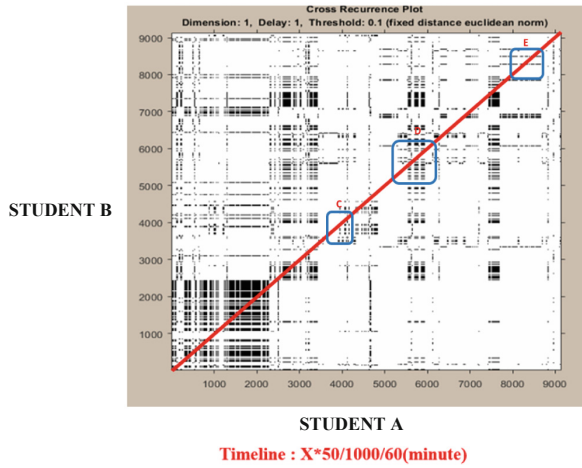 Cross Recurrence Plot
Dimension: 1, Delay: 1, Threshold: 0.1 (fixed distance euclidean norm)
9000
8000
7000
6000
5000
4000
3000
2000
1000
E
D
C
STUDENT B
1000 2000 3000 4000 5000 6000 7000 8000 9000
STUDENT A
Timeline : X*50/1000/60(minute)